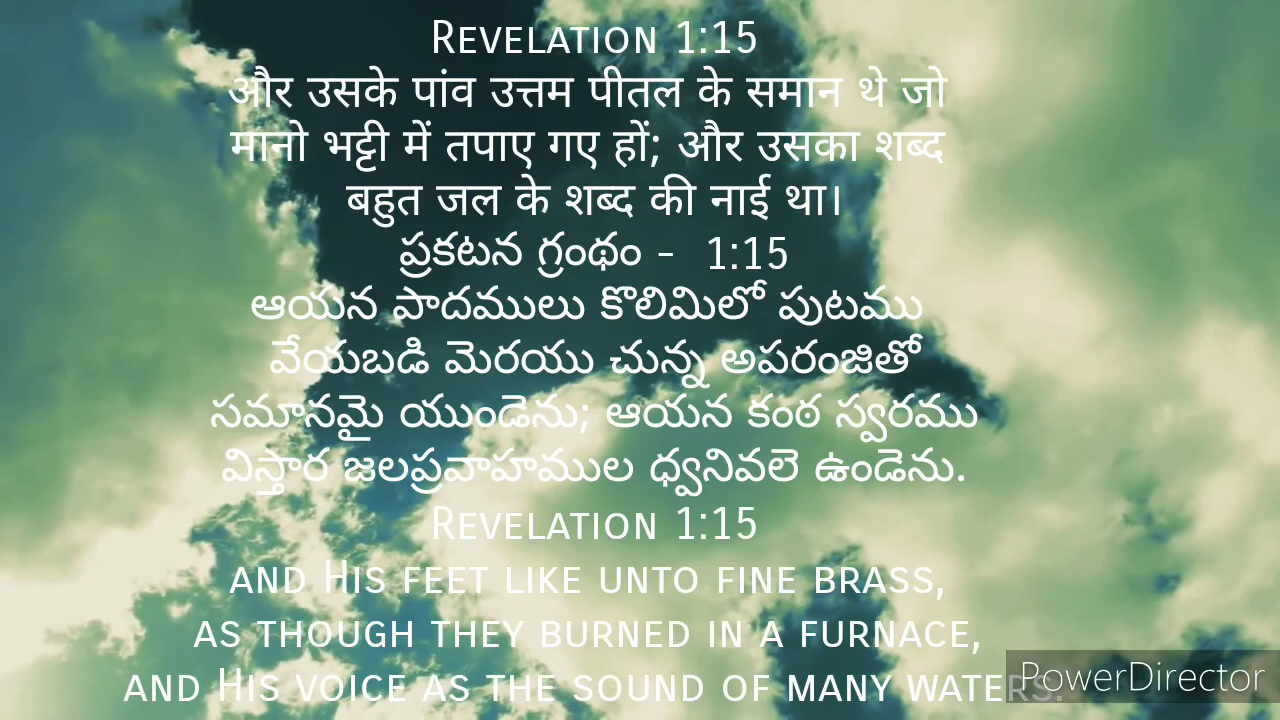 Revelation 1:15
और उसके पांव उत्तम पीतल के समान थे जो
मानो भट्टी में तपाए गए हों; और उसका शब्द
बहुत जल के शब्द की नाई था।
ప్రకటన గ్రంథం - 1:15
ఆయన పాదములు కొలిమిలో పుటము
వేయబడి మెరయు చున్న అపరంజితో
సమానమై యుండెను; ఆయన కంఠ స్వరము
విస్తార జలప్రవాహముల ధ్వనివలె ఉండెను.
Revelation 1:15
and His feet like unto fine brass,
as though they burned in a furnace,
and His voice as the sound of many waters.
PowerDirector